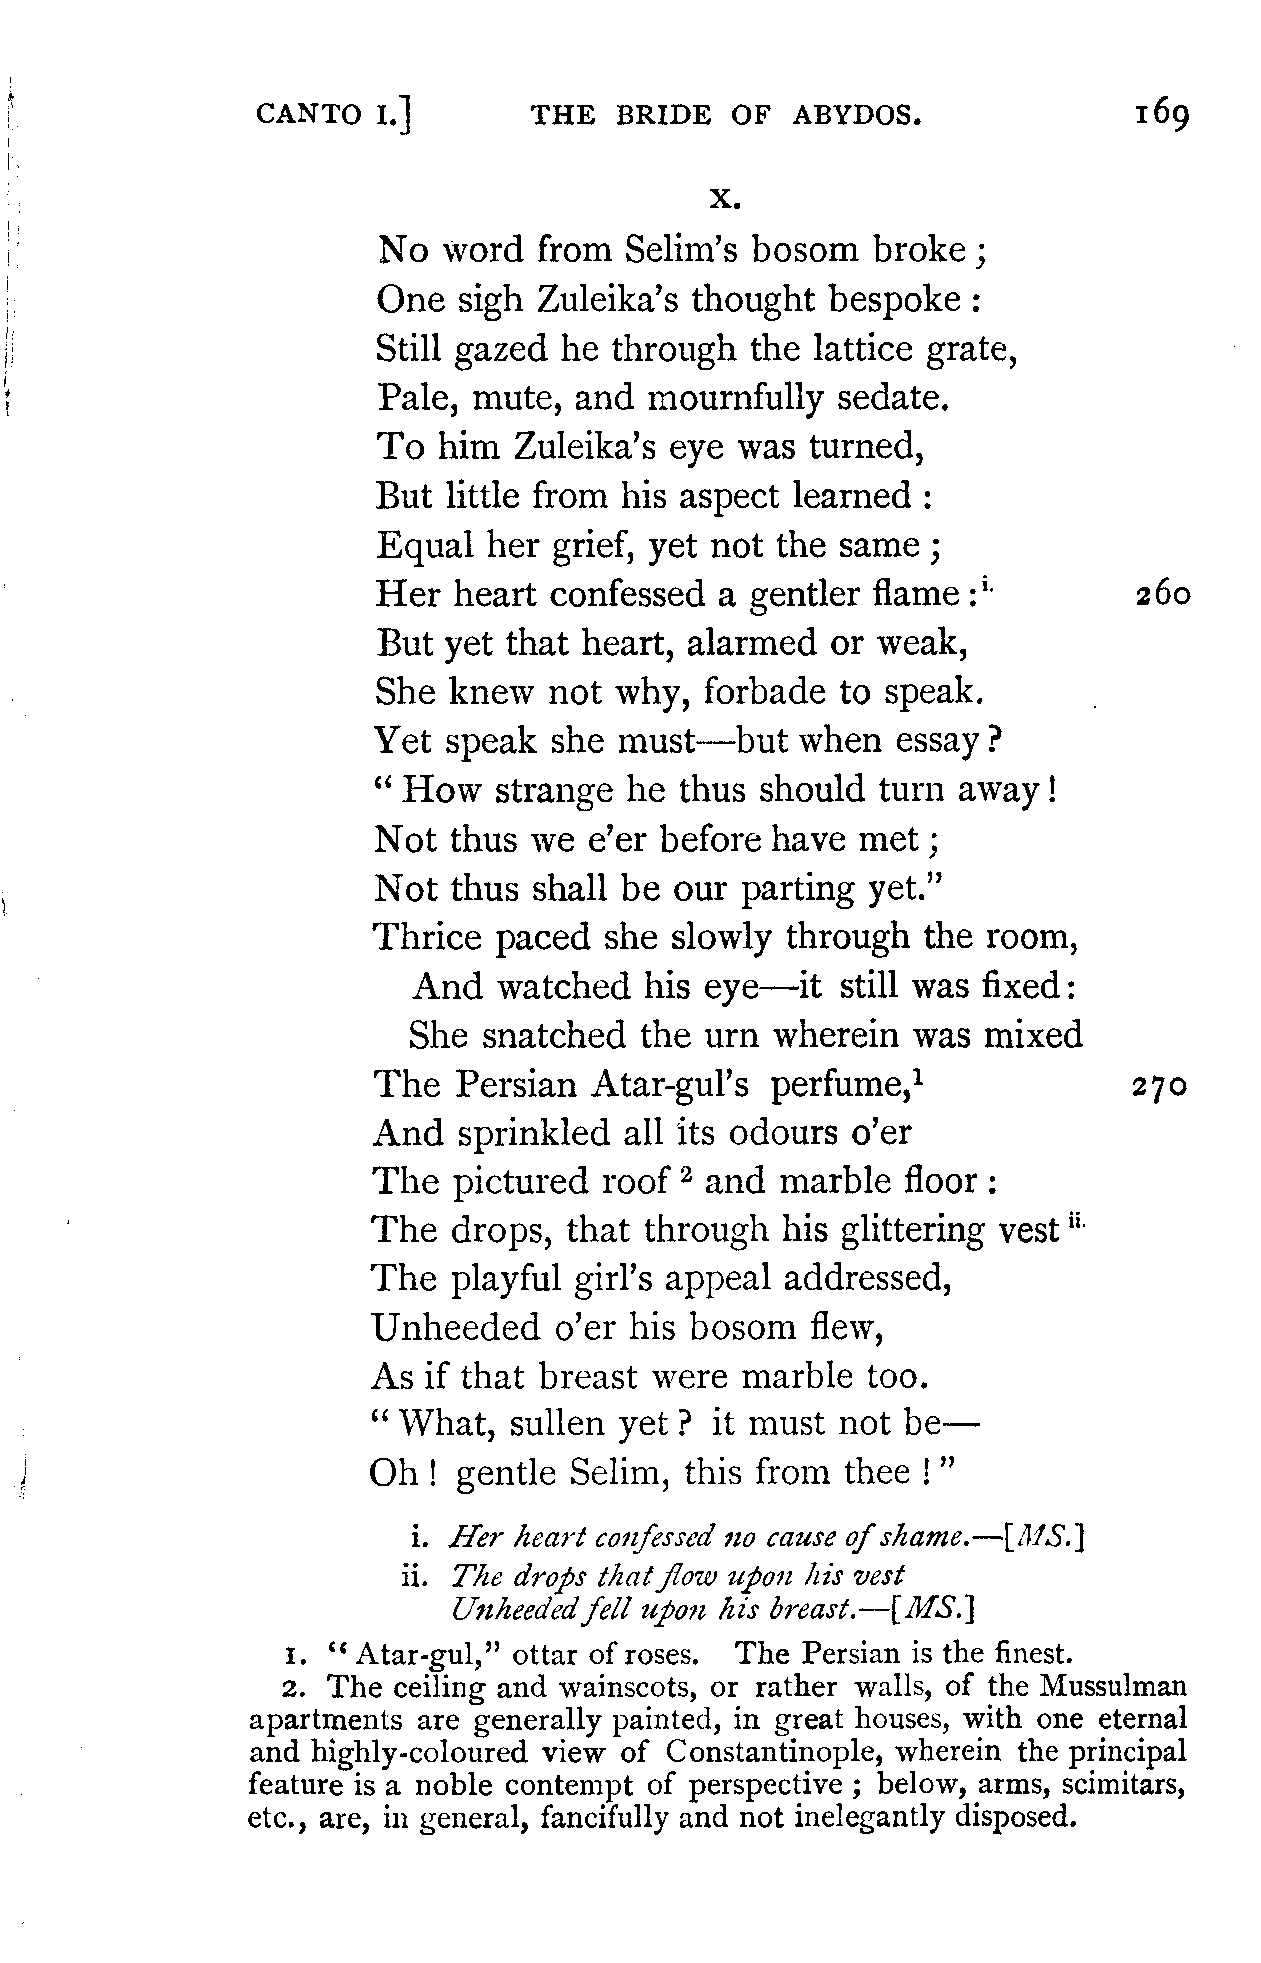 CANTO I.] THE BRIDE OF ABYDOS. 169
X.
No word from Selim's bosom broke;
One sigh Zuleika's thought bespoke:
Still gazed he through the lattice grate,
Pale, mute, and mournfully sedate.
To him Zuleika's eye was turned,
But little from his aspect learned:
Equal her grief, yet not the same;
Her heart confessed a gentler flame:i. 260
But yet that heart, alarmed or weak,
She knew not why, forbade to speak.
Yet speak she must—but when essay?
"How strange he thus should turn away!
Not thus we e'er before have met;
Not thus shall be our parting yet."
Thrice paced she slowly through the room,
And watched his eye—it still was fixed:
She snatched the urn wherein was mixed
The Persian Atar-gul's perfume,1 270
And sprinkled all its odours o'er
The pictured roof 2 and marble floor:
The drops, that through his glittering vest ii.
The playful girl's appeal addressed,
Unheeded o'er his bosom flew,
As if that breast were marble too.
"What, sullen yet? it must not be—
Oh! gentle Selim, this from thee!"
i. Her heart confessed no cause of shame.—[MS.]
ii. The drops that flow upon his vest
Unheeded fell upon his breast.—[MS.]
1. "Atar-gul," ottar of roses. The Persian is the finest.
2. The ceiling and wainscots, or rather walls, of the Mussulman
apartments are generally painted, in great houses, with one eternal
and highly-coloured view of Constantinople, wherein the principal
feature is a noble contempt of perspective; below, arms, scimitars,
etc., are, in general, fancifully and not inelegantly disposed.